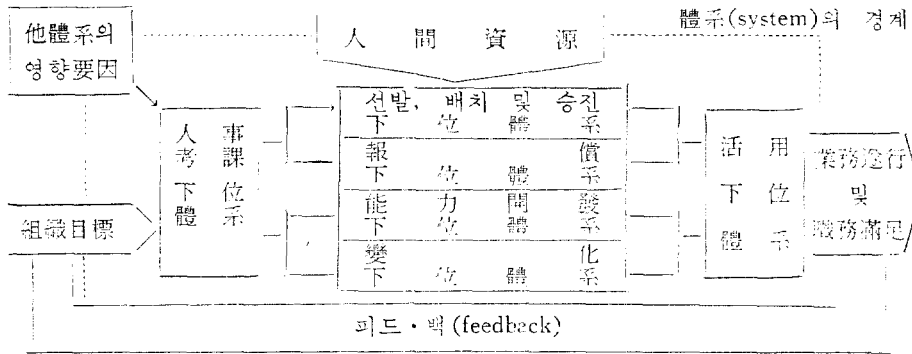 體系(system)의 경계
他體系의
영향要因
人間資源
人事
考課
下位
體系
선발, 배치 및 승진
下位體系
報償
下位體系
能力開發
下位體系
變化
下位體系
活用
下位
體系
業務遂行
및
職務滿足
組織目標
피드·백(feedback)